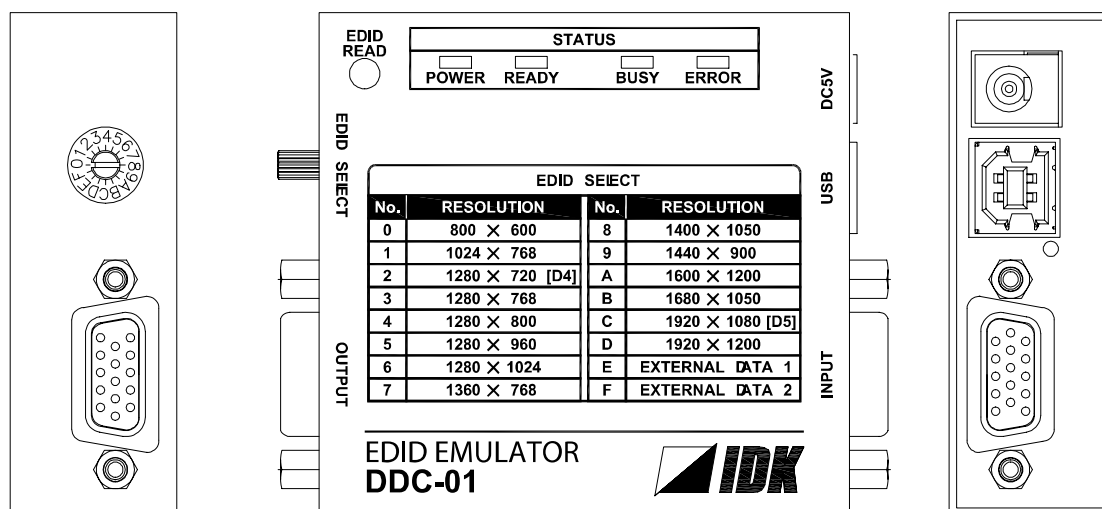 0123456789ABCDEF
EDID
READ
STATUS
POWER READY BUSY ERROR
DC5V
EDID SELECT
USB
EDID SELECT
No. RESOLUTION No. RESOLUTION
0 800 × 600 8 1400 × 1050
1 1024 × 768 9 1440 × 900
2 1280 × 720 [D4] A 1600 × 1200
3 1280 × 768 B 1680 × 1050
4 1280 × 800 C 1920 × 1080 [D5]
5 1280 × 960 D 1920 × 1200
6 1280 × 1024 E EXTERNAL DATA 1
7 1360 × 768 F EXTERNAL DATA 2
OUTPUT
INPUT
EDID EMULATOR
DDC-01
IDK